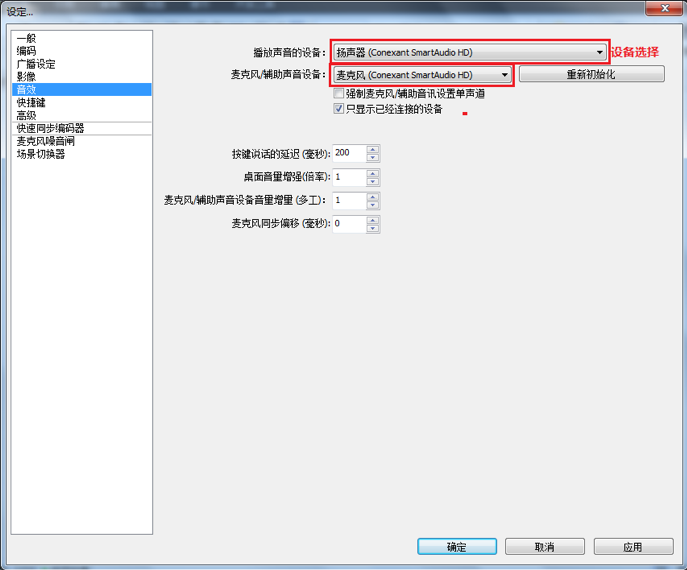 设定...
一般
编码
广播设定
影像
音效
快捷键
高级
快速同步编码器
麦克风噪音闸
场景切换器
播放声音的设备: 扬声器 (Conexant SmartAudio HD) 设备选择
麦克风/辅助声音设备: 麦克风 (Conexant SmartAudio HD) 重新初始化
强制麦克风/辅助音讯设置单声道
只显示已经连接的设备
按键说话的延迟 (毫秒): 200
桌面音量增强(倍率): 1
麦克风/辅助声音设备音量增量 (多工): 1
麦克风同步偏移 (毫秒): 0
确定 取消 应用